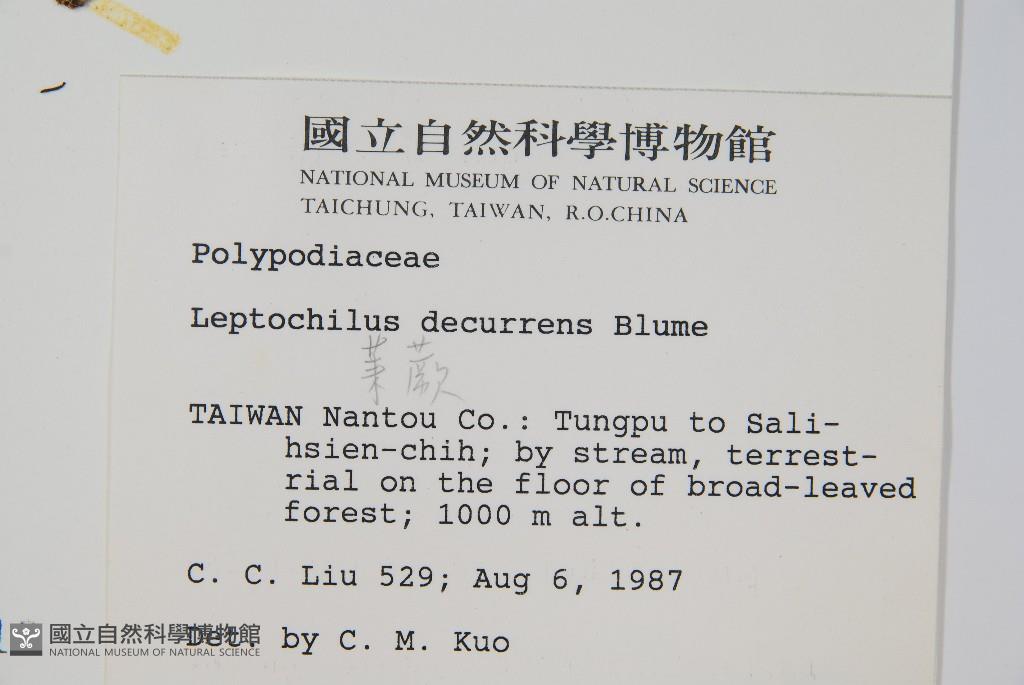 國立自然科學博物館
NATIONAL MUSEUM OF NATURAL SCIENCE
TAICHUNG, TAIWAN, R.O.CHINA
Polypodiaceae
Leptochilus decurrens Blume
萊蕨
TAIWAN Nantou Co.: Tungpu to Sali-
hsien-chih; by stream, terrest-
rial on the floor of broad-leaved
forest; 1000 m alt.
C. C. Liu 529; Aug 6, 1987
Det. by C. M. Kuo
國立自然科學博物館
NATIONAL MUSEUM OF NATURAL SCIENCE